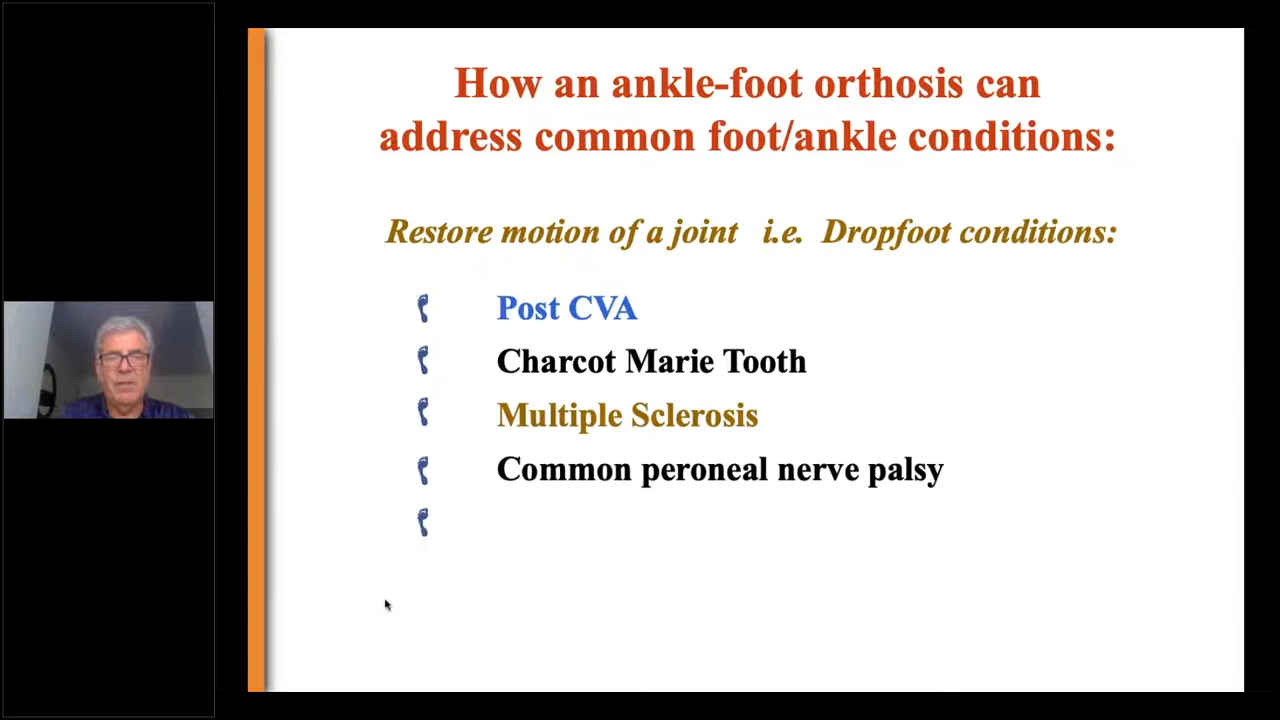 How an ankle-foot orthosis can
address common foot/ankle conditions:
Restore motion of a joint i.e. Dropfoot conditions:
Post CVA
Charcot Marie Tooth
Multiple Sclerosis
Common peroneal nerve palsy